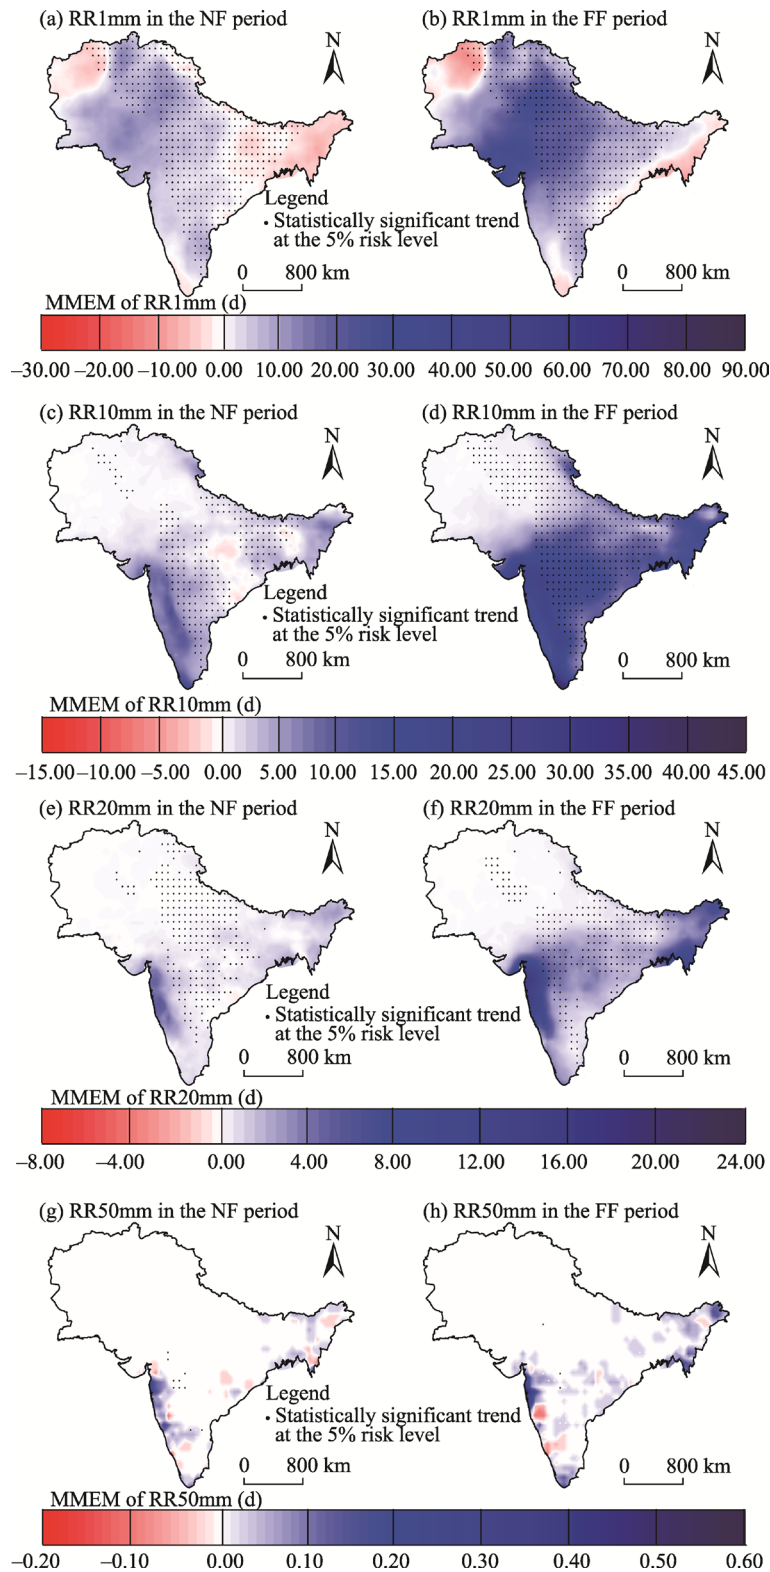 (a) RR1mm in the NF period
(b) RR1mm in the FF period
N
N
Legend
• Statistically significant trend
at the 5% risk level
0 800 km
0 800 km
MMEM of RR1mm (d)
–30.00 –20.00 –10.00 0.00 10.00 20.00 30.00 40.00 50.00 60.00 70.00 80.00 90.00
(c) RR10mm in the NF period
(d) RR10mm in the FF period
N
N
Legend
• Statistically significant trend
at the 5% risk level
0 800 km
0 800 km
MMEM of RR10mm (d)
–15.00 –10.00 –5.00 0.00 5.00 10.00 15.00 20.00 25.00 30.00 35.00 40.00 45.00
(e) RR20mm in the NF period
(f) RR20mm in the FF period
N
N
Legend
• Statistically significant trend
at the 5% risk level
0 800 km
0 800 km
MMEM of RR20mm (d)
–8.00 –4.00 0.00 4.00 8.00 12.00 16.00 20.00 24.00
(g) RR50mm in the NF period
(h) RR50mm in the FF period
N
N
Legend
• Statistically significant trend
at the 5% risk level
0 800 km
0 800 km
MMEM of RR50mm (d)
–0.20 –0.10 0.00 0.10 0.20 0.30 0.40 0.50 0.60